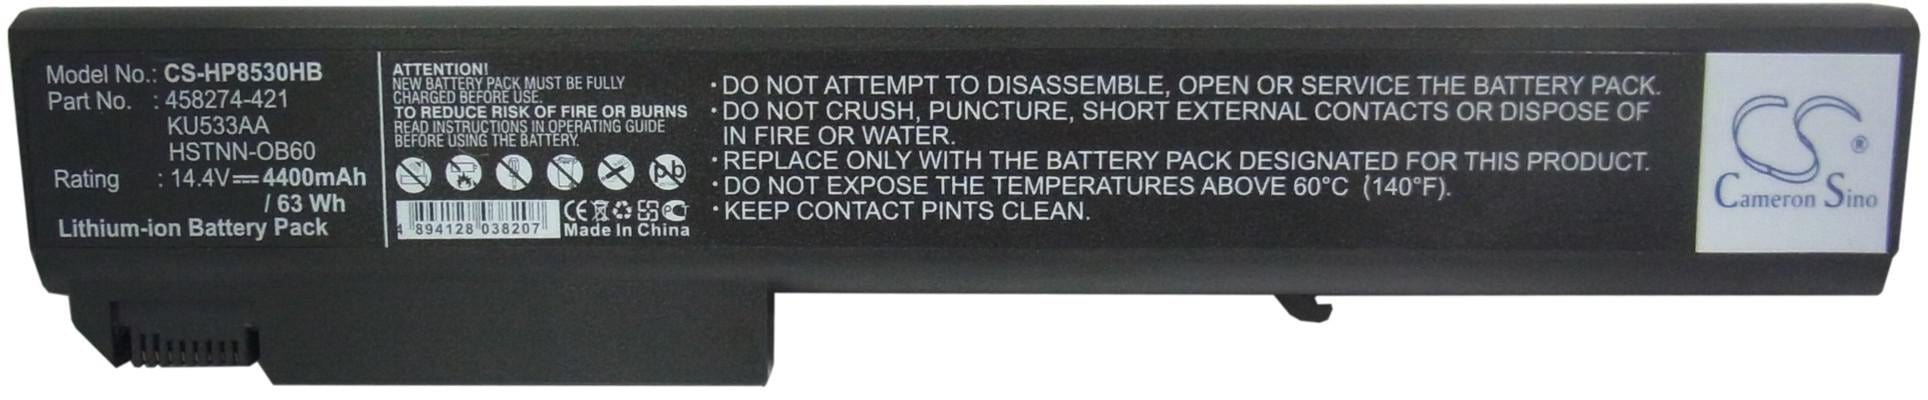 Model No.: CS-HP8530HB
Part No. : 458274-421
KU533AA
HSTNN-OB60
Rating : 14.4V⎓4400mAh
/ 63 Wh
Lithium-ion Battery Pack
ATTENTION!
NEW BATTERY PACK MUST BE FULLY
CHARGED BEFORE USE.
TO REDUCE RISK OF FIRE OR BURNS
READ INSTRUCTIONS IN OPERATING GUIDE
BEFORE USING THE BATTERY.
Pb
CE PCT
4 894128 038207
Made In China
·DO NOT ATTEMPT TO DISASSEMBLE, OPEN OR SERVICE THE BATTERY PACK.
·DO NOT CRUSH, PUNCTURE, SHORT EXTERNAL CONTACTS OR DISPOSE OF
IN FIRE OR WATER.
·REPLACE ONLY WITH THE BATTERY PACK DESIGNATED FOR THIS PRODUCT.
·DO NOT EXPOSE THE TEMPERATURES ABOVE 60°C (140°F).
·KEEP CONTACT PINTS CLEAN.
CS ®
Cameron Sino